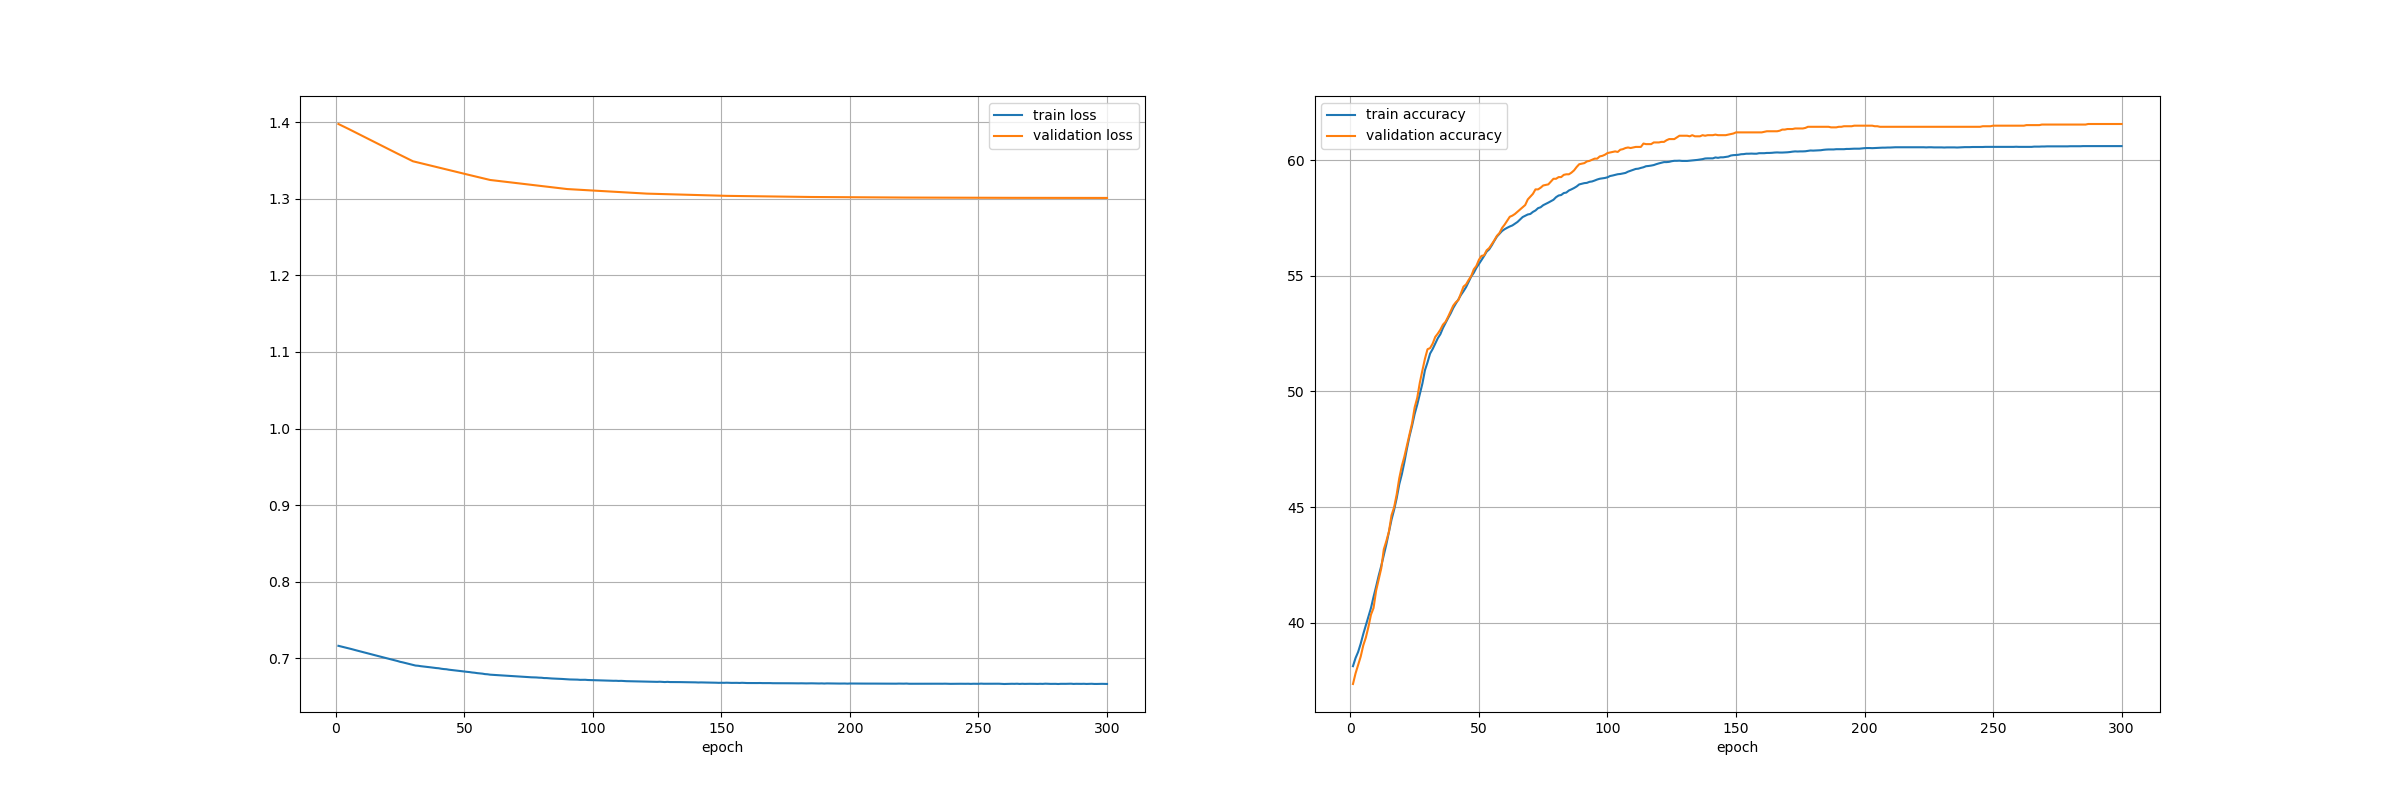 train loss
validation loss
1.4
1.3
1.2
1.1
1.0
0.9
0.8
0.7
0 50 100 150 200 250 300
epoch
train accuracy
validation accuracy
60
55
50
45
40
0 50 100 150 200 250 300
epoch